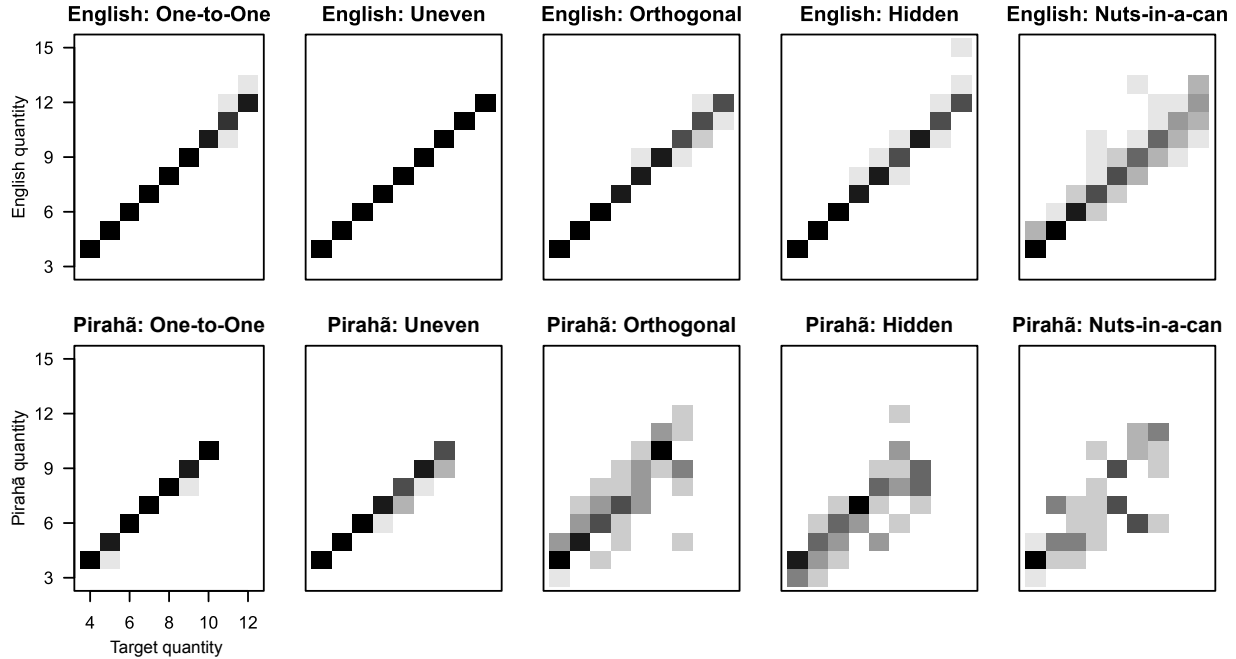 English: One-to-One
English: Uneven
English: Orthogonal
English: Hidden
English: Nuts-in-a-can
English quantity
15
12
9
6
3
Pirahã: One-to-One
Pirahã: Uneven
Pirahã: Orthogonal
Pirahã: Hidden
Pirahã: Nuts-in-a-can
Pirahã quantity
15
12
9
6
3
4 6 8 10 12
Target quantity